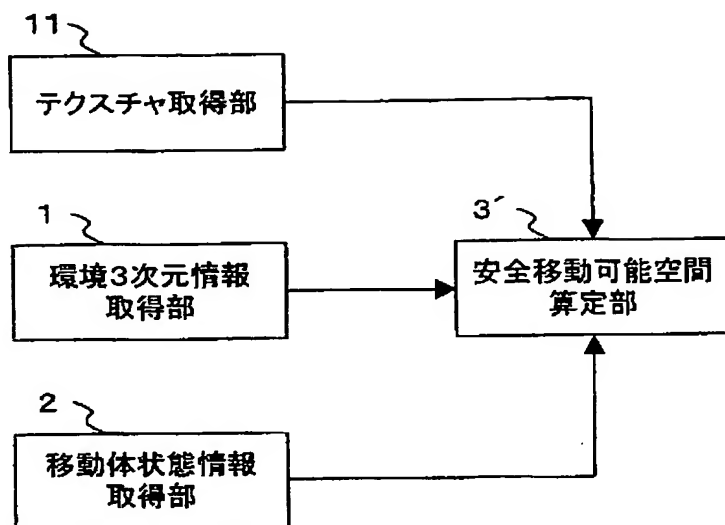 11
テクスチャ取得部
1
環境3次元情報
取得部
3´
安全移動可能空間
算定部
2
移動体状態情報
取得部